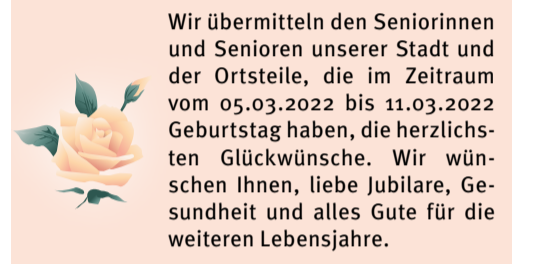 Wir übermitteln den Seniorinnen
und Senioren unserer Stadt und
der Ortsteile, die im Zeitraum
vom 05.03.2022 bis 11.03.2022
Geburtstag haben, die herzlichs-
ten Glückwünsche. Wir wün-
schen Ihnen, liebe Jubilare, Ge-
sundheit und alles Gute für die
weiteren Lebensjahre.